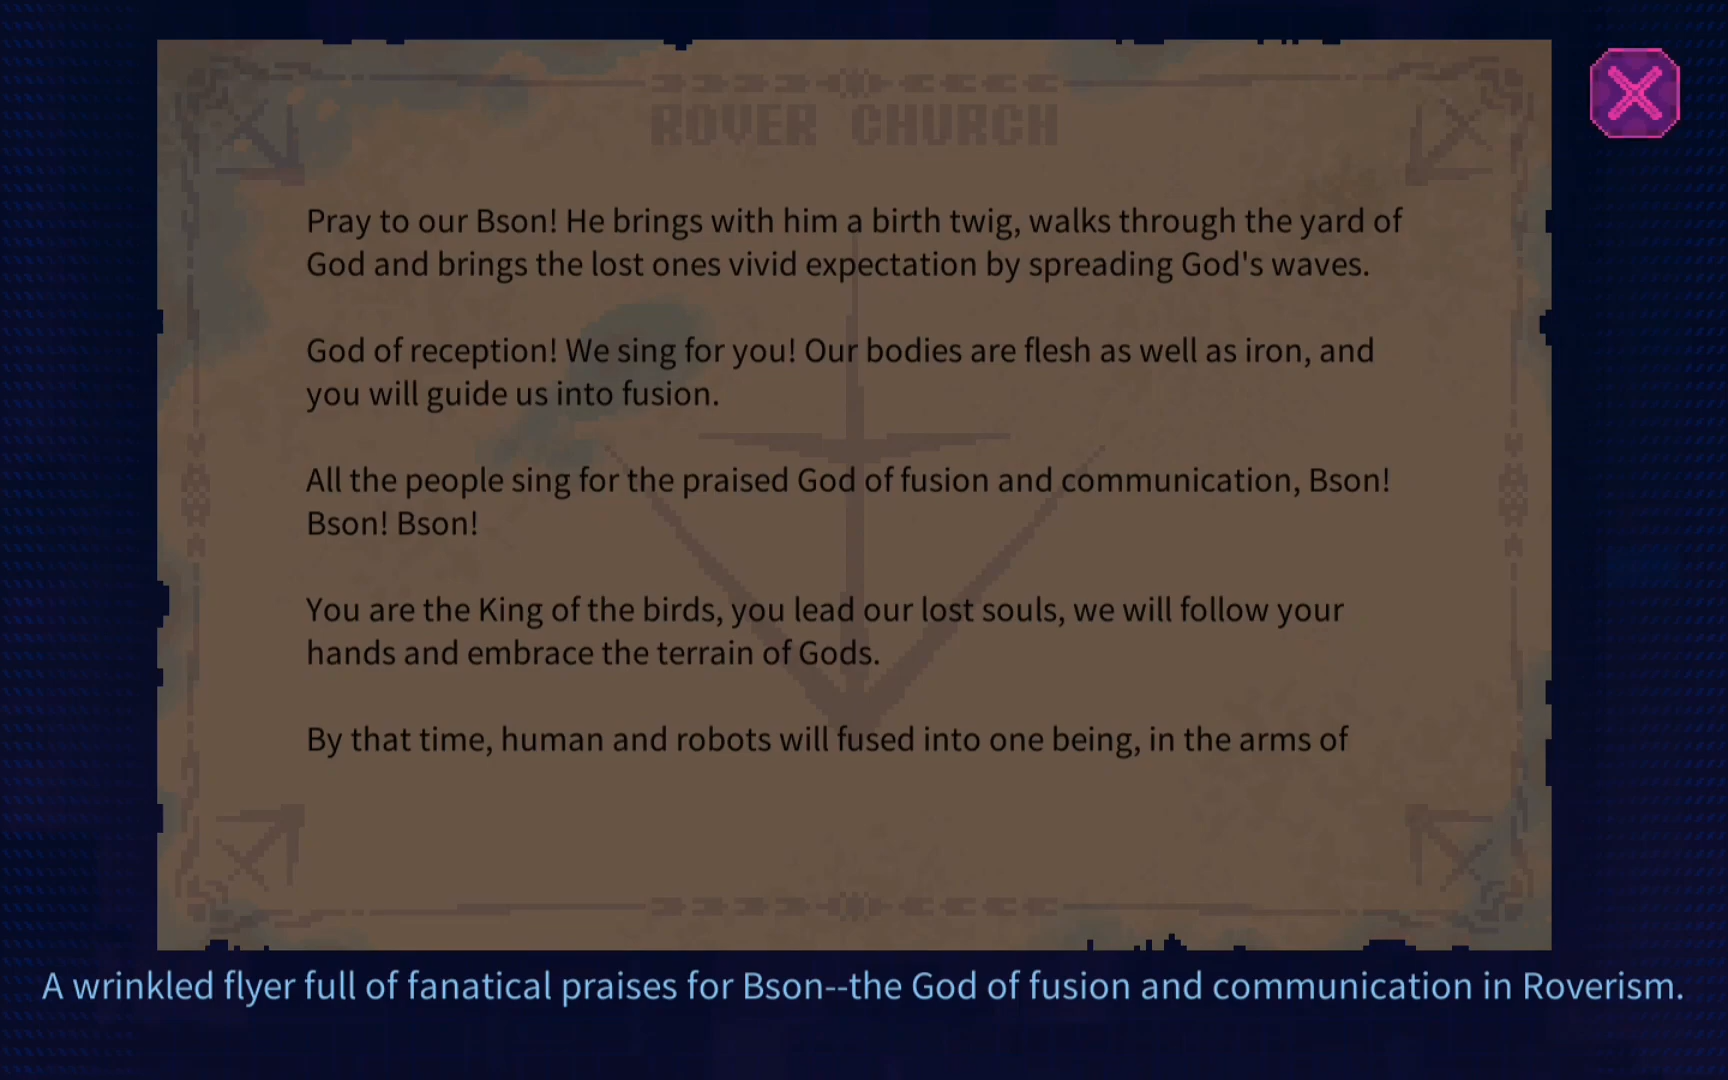 ROVER CHURCH
Pray to our Bson! He brings with him a birth twig, walks through the yard of
God and brings the lost ones vivid expectation by spreading God's waves.
God of reception! We sing for you! Our bodies are flesh as well as iron, and
you will guide us into fusion.
All the people sing for the praised God of fusion and communication, Bson!
Bson! Bson!
You are the King of the birds, you lead our lost souls, we will follow your
hands and embrace the terrain of Gods.
By that time, human and robots will fused into one being, in the arms of
A wrinkled flyer full of fanatical praises for Bson--the God of fusion and communication in Roverism.